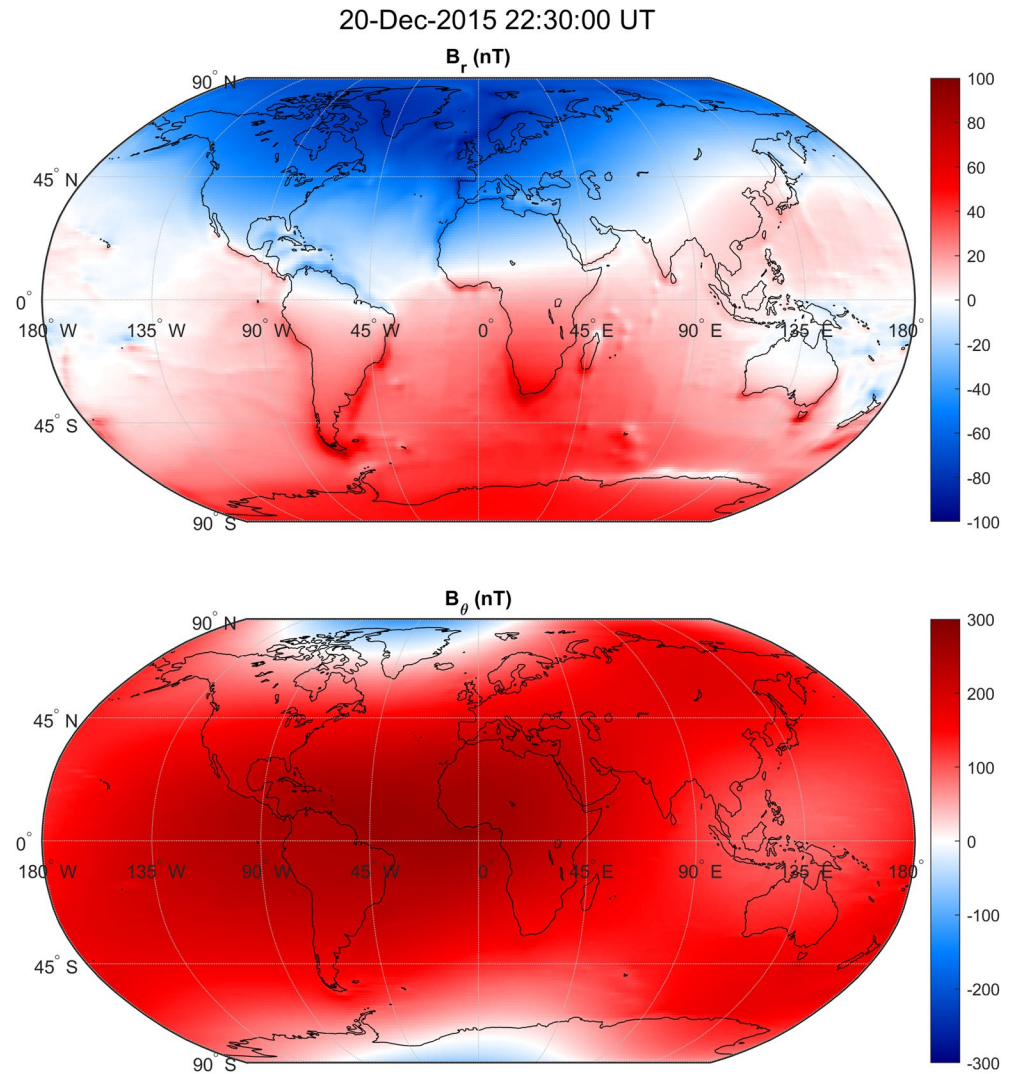 20-Dec-2015 22:30:00 UT
B_r (nT)
90° N
45° N
0°
180° W 135° W 90° W 45° W 0° 45° E 90° E 135° E 180°
45° S
90° S
100
80
60
40
20
0
-20
-40
-60
-80
-100
B_θ (nT)
90° N
45° N
0°
180° W 135° W 90° W 45° W 0° 45° E 90° E 135° E 180°
45° S
90° S
300
200
100
0
-100
-200
-300